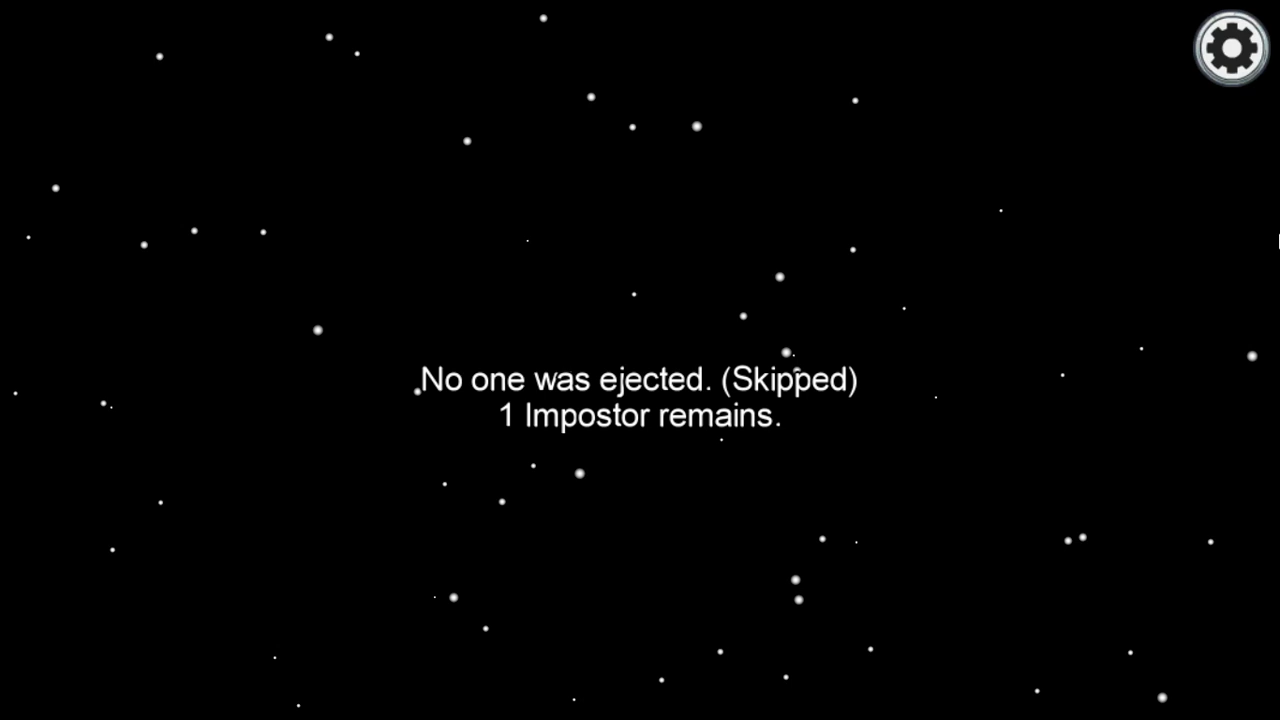 No one was ejected. (Skipped)
1 Impostor remains.